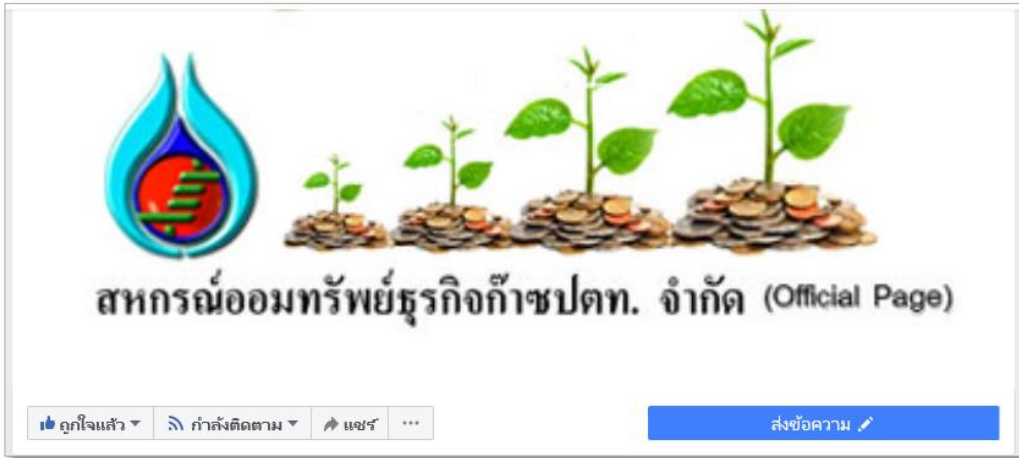 สหกรณ์ออมทรัพย์ธุรกิจก๊าซปตท. จำกัด (Official Page)
ถูกใจแล้ว กำลังติดตาม แชร์ ... ส่งข้อความ